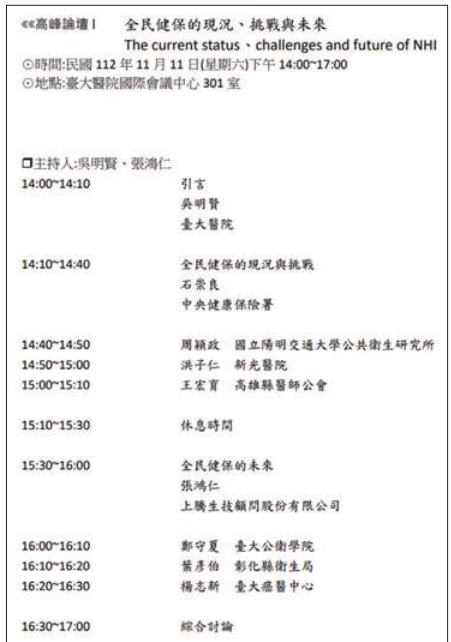 ««高峰論壇 I 全民健保的現況、挑戰與未來
The current status、challenges and future of NHI
⊙時間:民國 112 年 11 月 11 日(星期六)下午 14:00~17:00
⊙地點:臺大醫院國際會議中心 301 室
❒主持人:吳明賢、張鴻仁
14:00~14:10 引言
吳明賢
臺大醫院
14:10~14:40 全民健保的現況與挑戰
石崇良
中央健康保險署
14:40~14:50 周穎政 國立陽明交通大學公共衛生研究所
14:50~15:00 洪子仁 新光醫院
15:00~15:10 王宏育 高雄縣醫師公會
15:10~15:30 休息時間
15:30~16:00 全民健保的未來
張鴻仁
上騰生技顧問股份有限公司
16:00~16:10 鄭守夏 臺大公衛學院
16:10~16:20 葉彥伯 彰化縣衛生局
16:20~16:30 楊志新 臺大癌醫中心
16:30~17:00 綜合討論